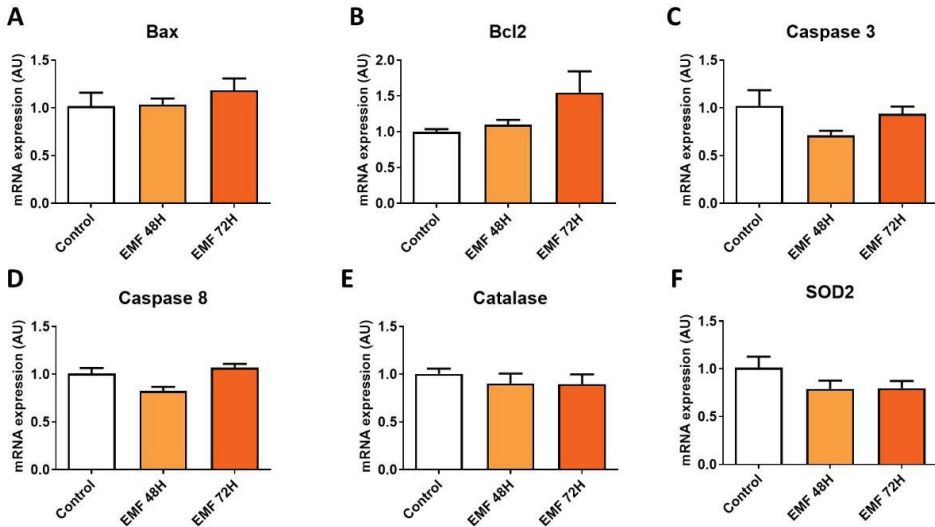 A
Bax
mRNA expression (AU)
1.5
1.0
0.5
0.0
Control
EMF 48H
EMF 72H
B
Bcl2
mRNA expression (AU)
2.0
1.5
1.0
0.5
0.0
Control
EMF 48H
EMF 72H
C
Caspase 3
mRNA expression (AU)
1.5
1.0
0.5
0.0
Control
EMF 48H
EMF 72H
D
Caspase 8
mRNA expression (AU)
1.5
1.0
0.5
0.0
Control
EMF 48H
EMF 72H
E
Catalase
mRNA expression (AU)
1.5
1.0
0.5
0.0
Control
EMF 48H
EMF 72H
F
SOD2
mRNA expression (AU)
1.5
1.0
0.5
0.0
Control
EMF 48H
EMF 72H